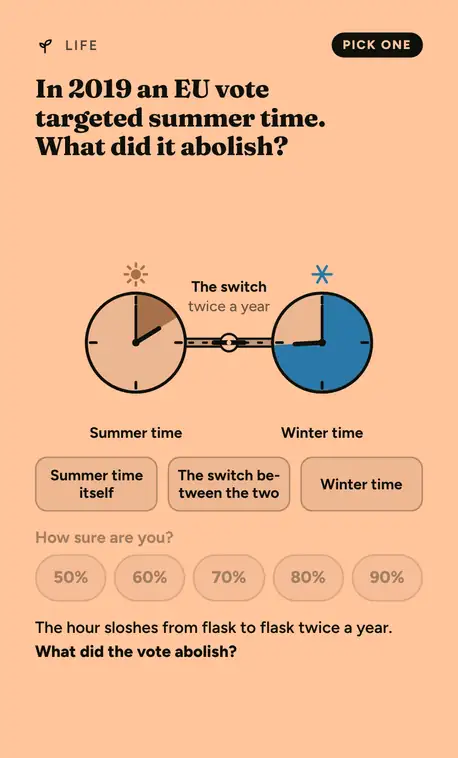 LIFE
PICK ONE
In 2019 an EU vote
targeted summer time.
What did it abolish?
The switch
twice a year
Summer time
Winter time
Summer time
itself
The switch be-
tween the two
Winter time
How sure are you?
50%
60%
70%
80%
90%
The hour sloshes from flask to flask twice a year.
What did the vote abolish?